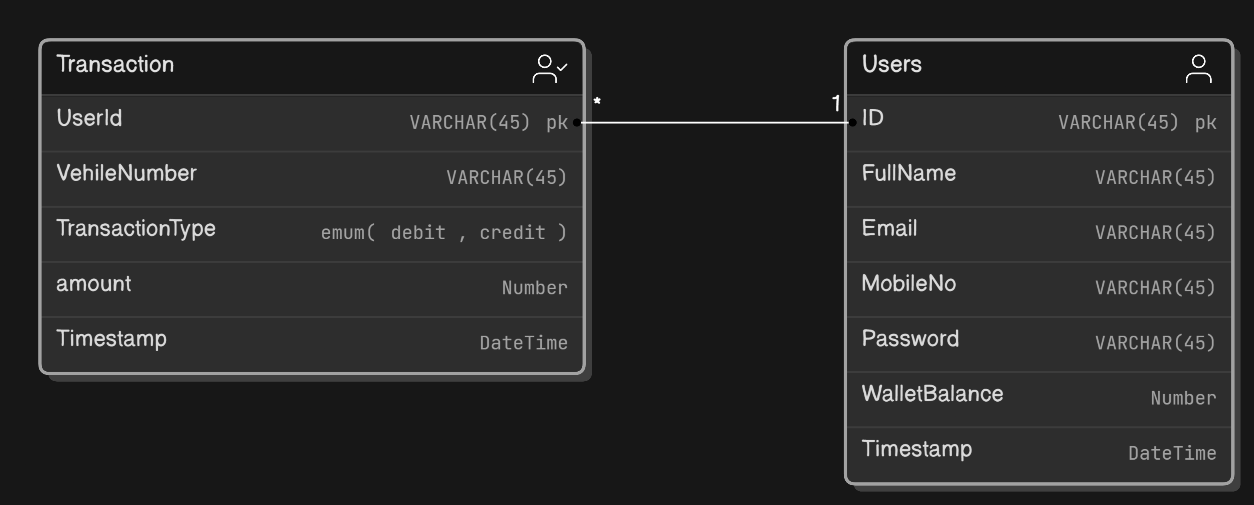 Transaction
UserId VARCHAR(45) pk
VehileNumber VARCHAR(45)
TransactionType emum( debit , credit )
amount Number
Timestamp DateTime
* 1
Users
ID VARCHAR(45) pk
FullName VARCHAR(45)
Email VARCHAR(45)
MobileNo VARCHAR(45)
Password VARCHAR(45)
WalletBalance Number
Timestamp DateTime